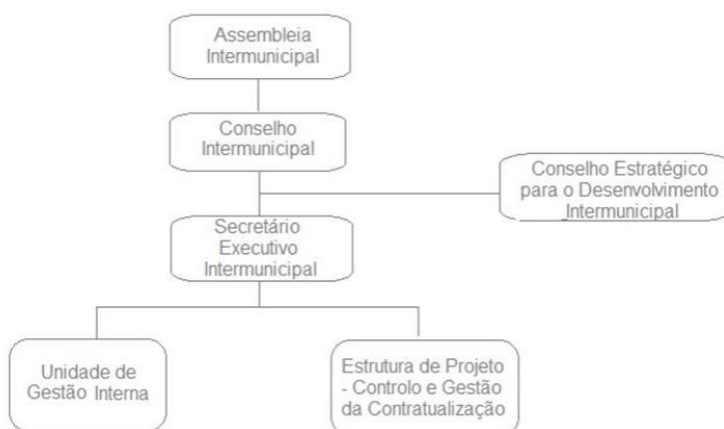 Assembleia
Intermunicipal
Conselho
Intermunicipal
Conselho Estratégico
para o Desenvolvimento
_Intermunicipal
Secretário
Executivo
Intermunicipal
Unidade de
Gestão Interna
Estrutura de Projeto
- Controlo e Gestão
da Contratualização